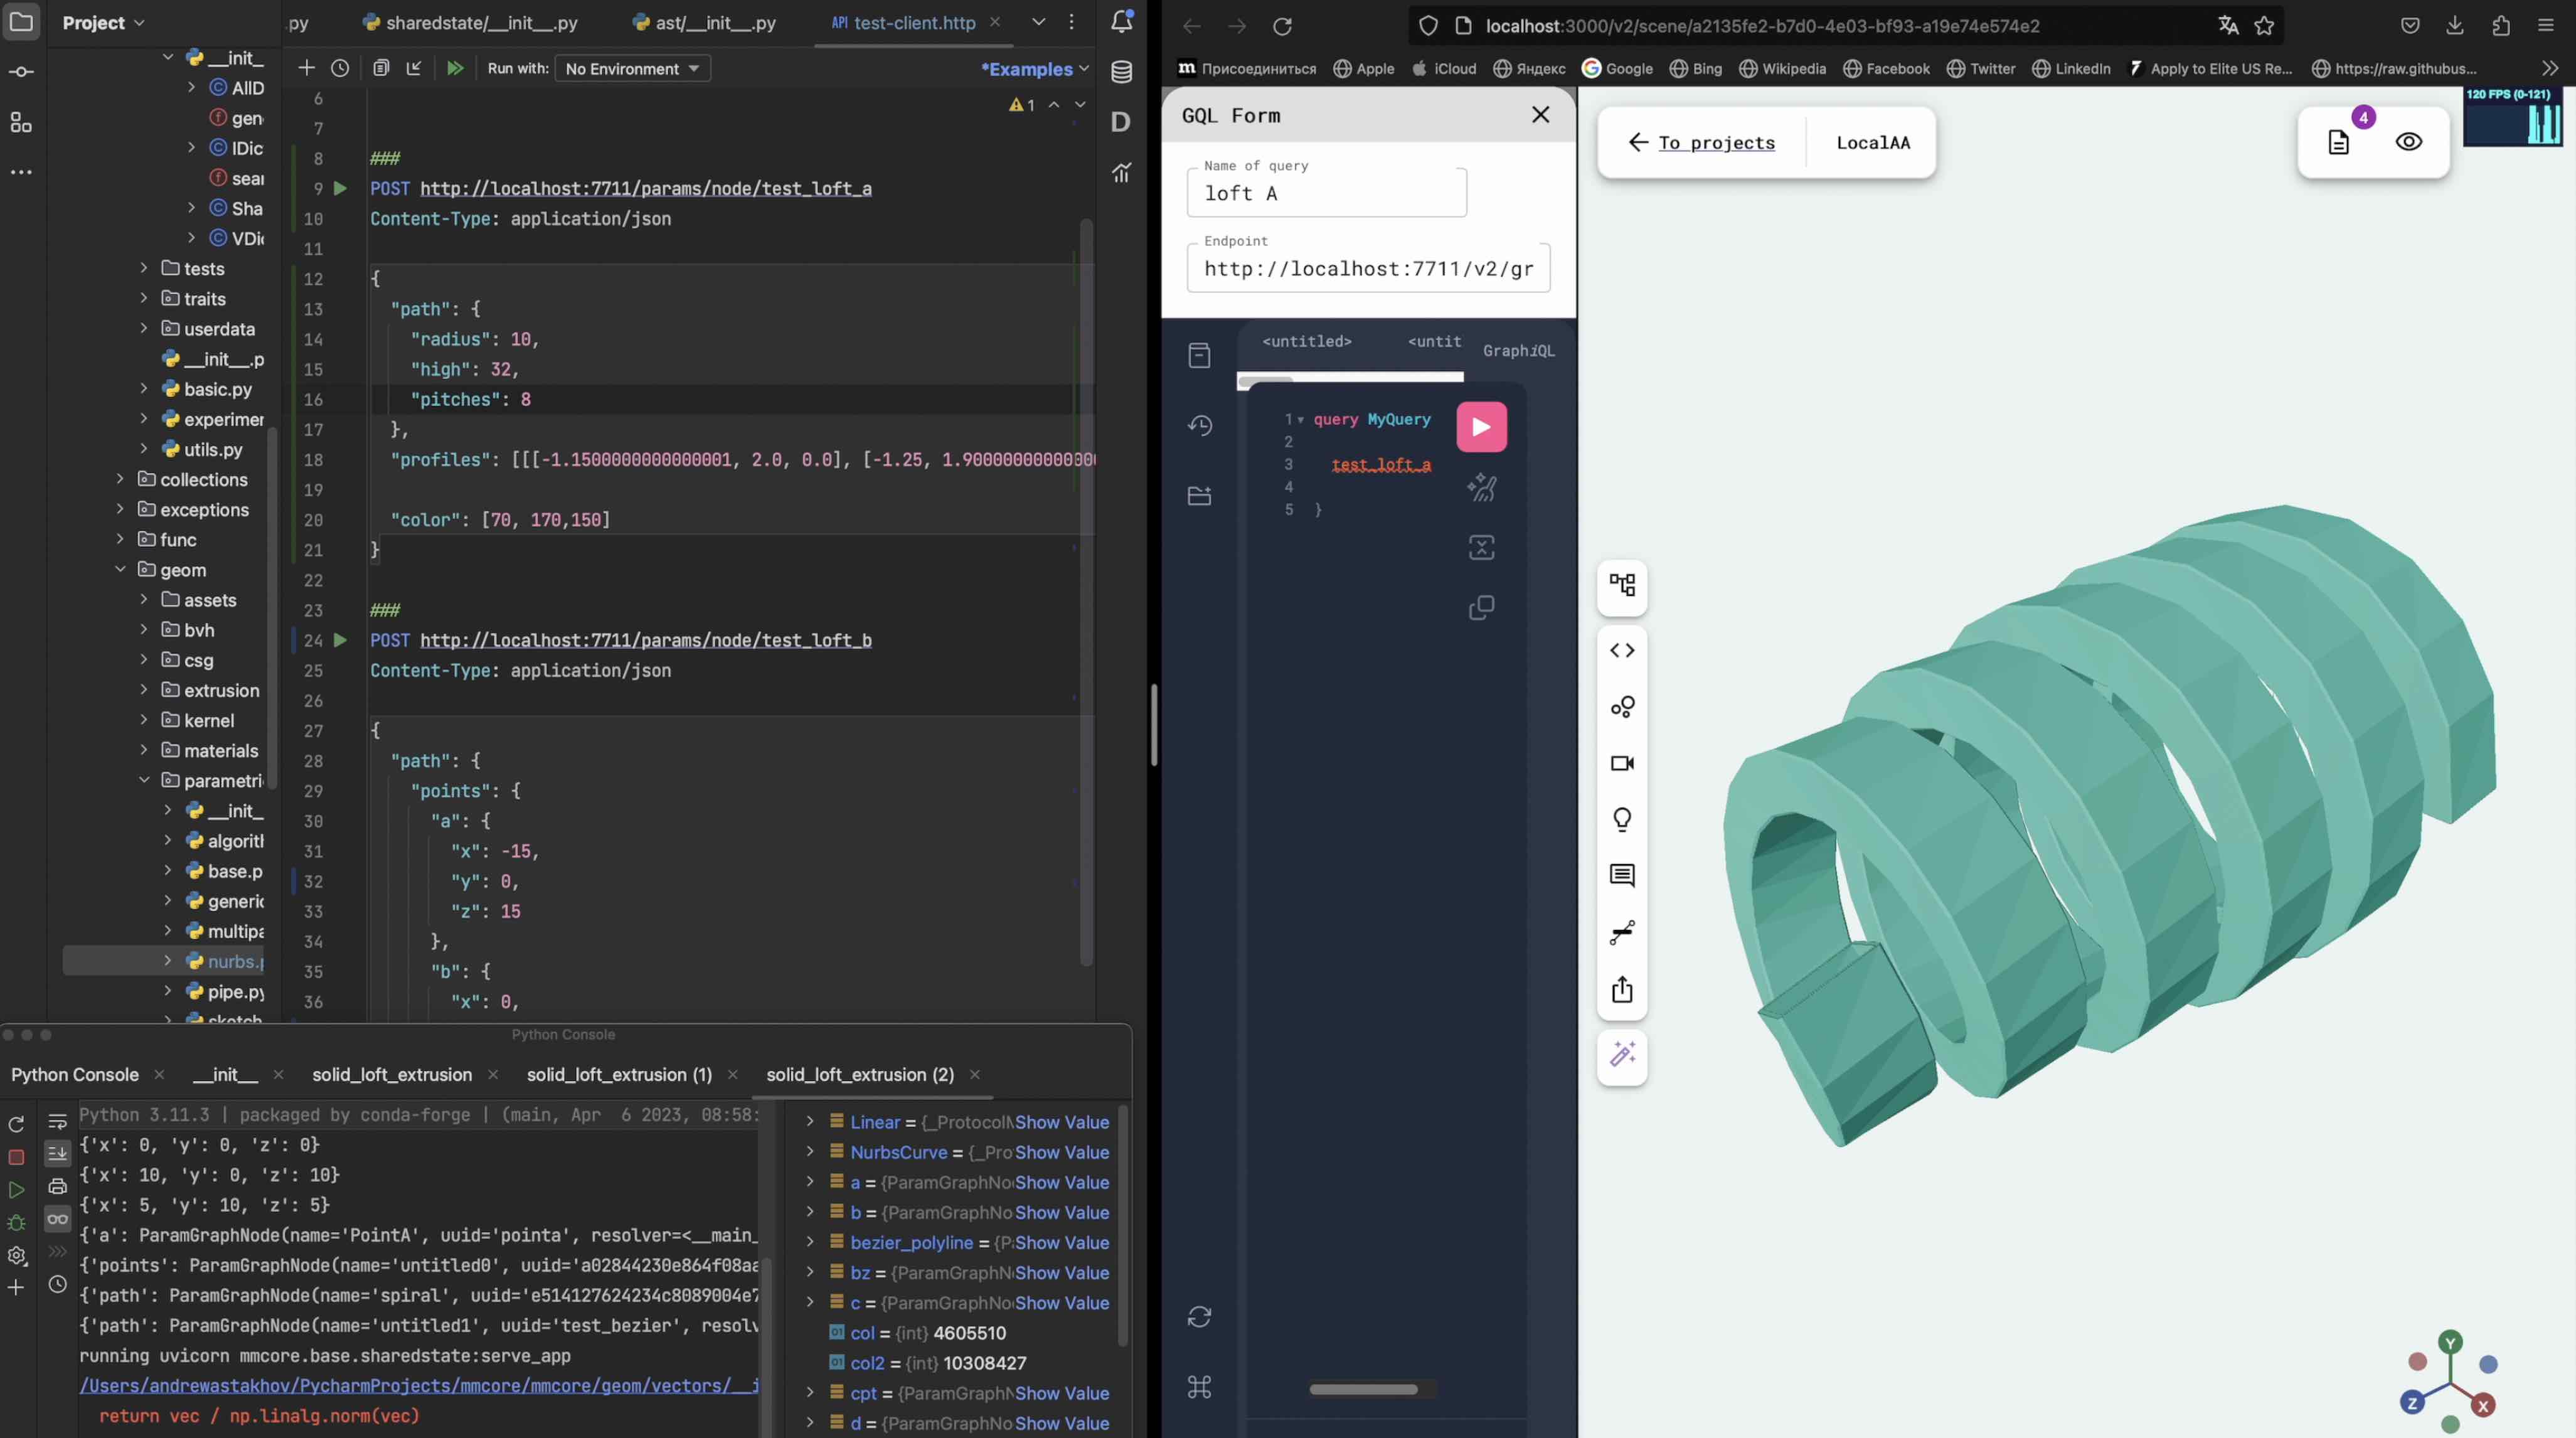 Project
.py
sharedstate/__init__.py
ast/__init__.py
API test-client.http
Run with: No Environment
*Examples
1
__init_
AllD
gen
IDic
sear
Sha
VDic
tests
traits
userdata
__init__.p
basic.py
experimer
utils.py
collections
exceptions
func
geom
assets
bvh
csg
extrusion
kernel
materials
parametri
__init_
algorith
base.p
generic
multipa
nurbs.p
pipe.py
sketch
6
7
8 ###
9 POST http://localhost:7711/params/node/test_loft_a
10 Content-Type: application/json
11
12 {
13 "path": {
14 "radius": 10,
15 "high": 32,
16 "pitches": 8
17 },
18 "profiles": [[[-1.1500000000000001, 2.0, 0.0], [-1.25, 1.90000000000000
19
20 "color": [70, 170,150]
21 }
22
23 ###
24 POST http://localhost:7711/params/node/test_loft_b
25 Content-Type: application/json
26
27 {
28 "path": {
29 "points": {
30 "a": {
31 "x": -15,
32 "y": 0,
33 "z": 15
34 },
35 "b": {
36 "x": 0,
D
Python Console
Python Console
__init__
solid_loft_extrusion
solid_loft_extrusion (1)
solid_loft_extrusion (2)
Python 3.11.3 | packaged by conda-forge | (main, Apr  6 2023, 08:58:
{'x': 0, 'y': 0, 'z': 0}
{'x': 10, 'y': 0, 'z': 10}
{'x': 5, 'y': 10, 'z': 5}
{'a': ParamGraphNode(name='PointA', uuid='pointa', resolver=<__main_
{'points': ParamGraphNode(name='untitled0', uuid='a02844230e864f08aa
{'path': ParamGraphNode(name='spiral', uuid='e514127624234c8089004e7
{'path': ParamGraphNode(name='untitled1', uuid='test_bezier', resolv
running uvicorn mmcore.base.sharedstate:serve_app
/Users/andrewastakhov/PycharmProjects/mmcore/mmcore/geom/vectors/__i
return vec / np.linalg.norm(vec)
Linear = {_Protocol Show Value
NurbsCurve = {_Pro Show Value
a = {ParamGraphNo Show Value
b = {ParamGraphNo Show Value
bezier_polyline = {P Show Value
bz = {ParamGraphN Show Value
c = {ParamGraphNo Show Value
col = {int} 4605510
col2 = {int} 10308427
cpt = {ParamGraphN Show Value
d = {ParamGraphNo Show Value
localhost:3000/v2/scene/a2135fe2-b7d0-4e03-bf93-a19e74e574e2
m Присоединиться
Apple
iCloud
Яндекс
Google
Bing
Wikipedia
Facebook
Twitter
LinkedIn
Apply to Elite US Re...
https://raw.githubus...
GQL Form
Name of query
loft A
Endpoint
http://localhost:7711/v2/gr
<untitled>
<untit
GraphiQL
1 query MyQuery
2
3 test_loft_a
4
5 }
To projects
LocalAA
4
120 FPS (0-121)
Y
Z
X